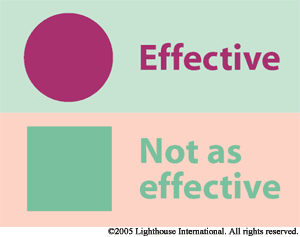 Effective
Not as
effective
©2005 Lighthouse International. All rights reserved.